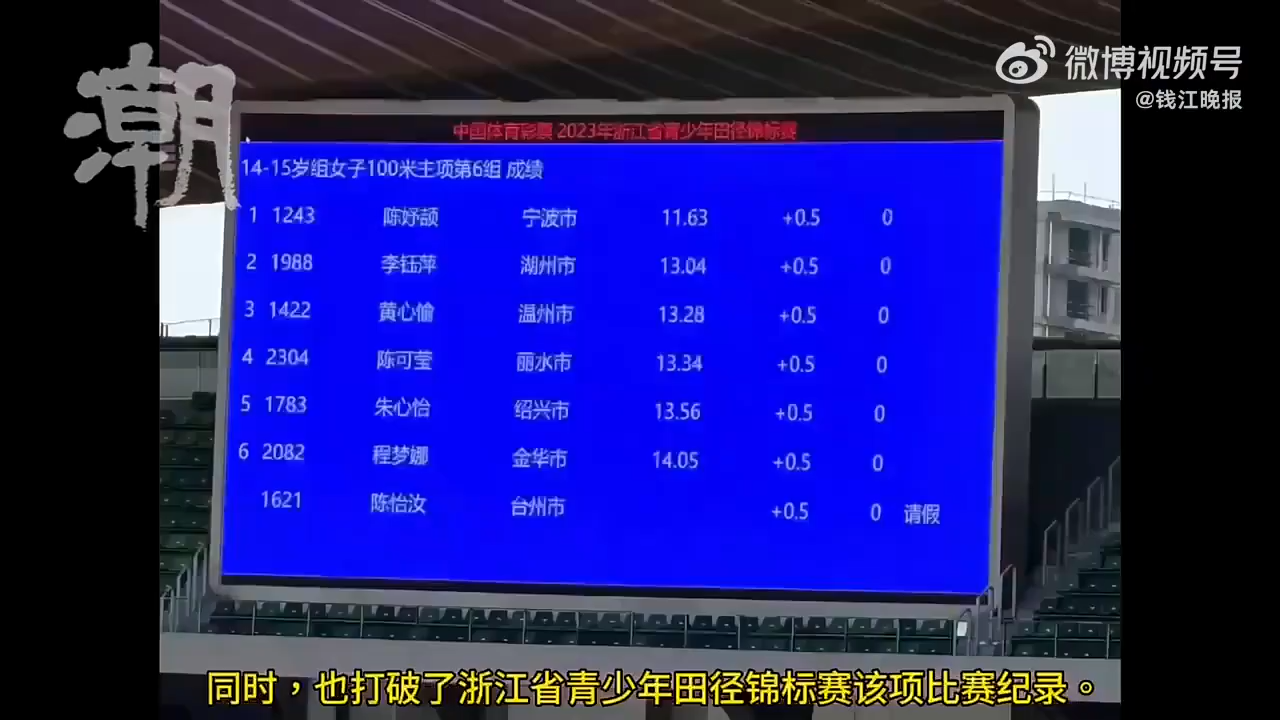 潮
微博视频号
@钱江晚报
中国体育彩票 2023年浙江省青少年田径锦标赛
14-15岁组女子100米主项第6组 成绩
1 1243 陈妤颉 宁波市 11.63 +0.5 0
2 1988 李钰萍 湖州市 13.04 +0.5 0
3 1422 黄心愉 温州市 13.28 +0.5 0
4 2304 陈可莹 丽水市 13.34 +0.5 0
5 1783 朱心怡 绍兴市 13.56 +0.5 0
6 2082 程梦娜 金华市 14.05 +0.5 0
1621 陈怡汝 台州市 +0.5 0 请假
同时，也打破了浙江省青少年田径锦标赛该项比赛纪录。